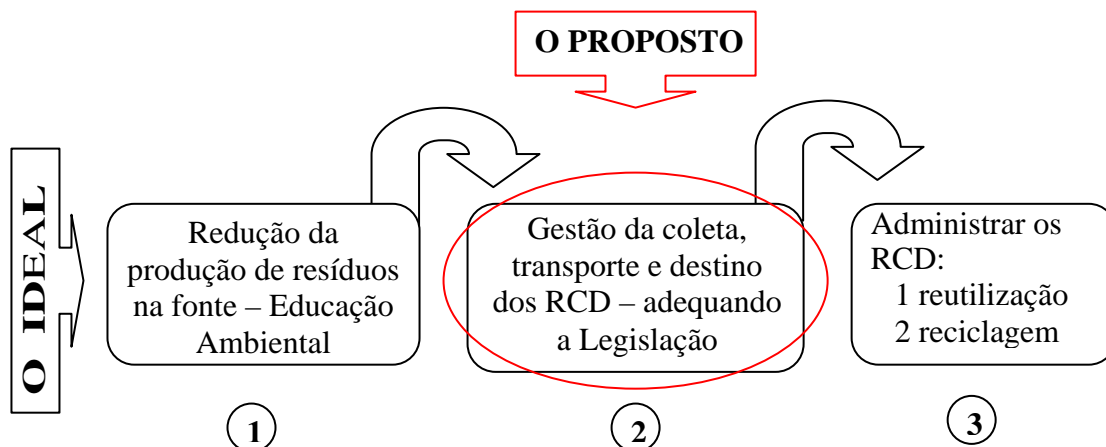 O PROPOSTO
O IDEAL
Redução da
produção de resíduos
na fonte – Educação
Ambiental
Gestão da coleta,
transporte e destino
dos RCD – adequando
a Legislação
Administrar os
RCD:
1 reutilização
2 reciclagem
1
2
3